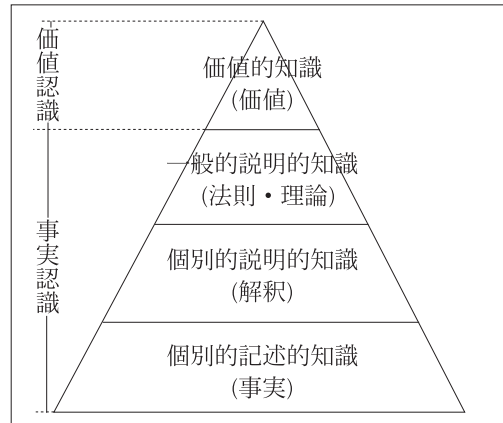 価値認識
価値的知識
(価値)
一般的説明的知識
(法則・理論)
事実認識
個別的説明的知識
(解釈)
個別的記述的知識
(事実)